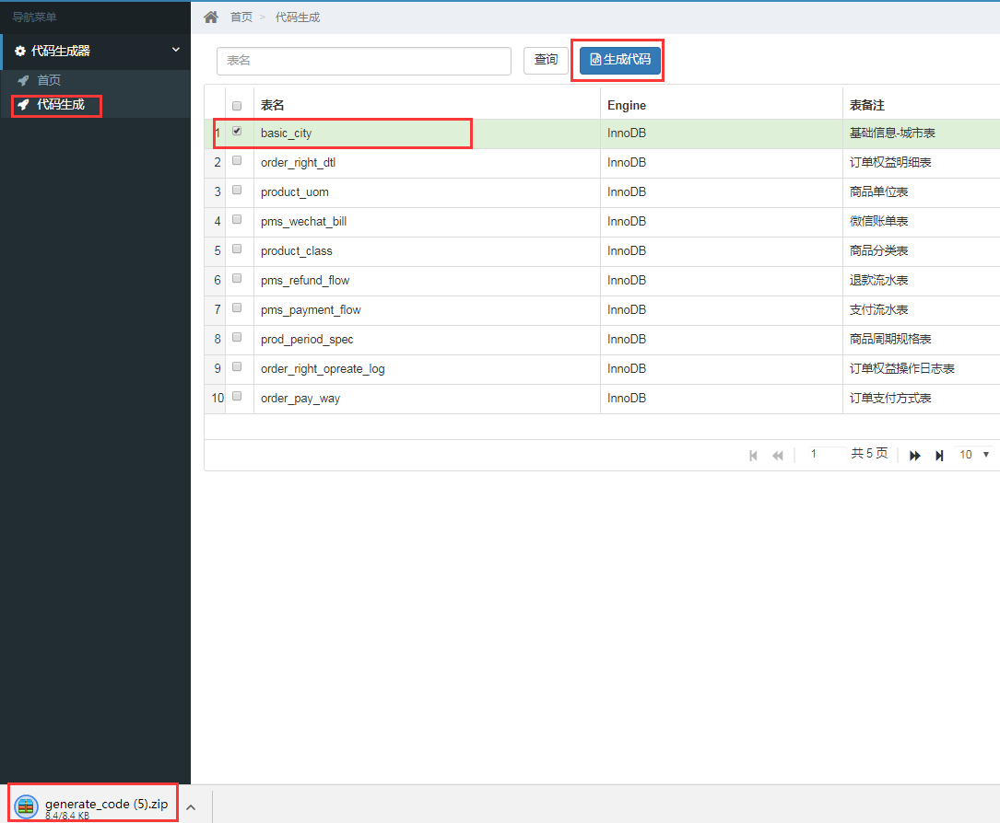 导航菜单
首页 > 代码生成
代码生成器
首页
代码生成
表名
查询
生成代码
表名 Engine 表备注
1 basic_city InnoDB 基础信息-城市表
2 order_right_dtl InnoDB 订单权益明细表
3 product_uom InnoDB 商品单位表
4 pms_wechat_bill InnoDB 微信账单表
5 product_class InnoDB 商品分类表
6 pms_refund_flow InnoDB 退款流水表
7 pms_payment_flow InnoDB 支付流水表
8 prod_period_spec InnoDB 商品周期规格表
9 order_right_opreate_log InnoDB 订单权益操作日志表
10 order_pay_way InnoDB 订单支付方式表
1 共 5 页 10
generate_code (5).zip
8.4/8.4 KB